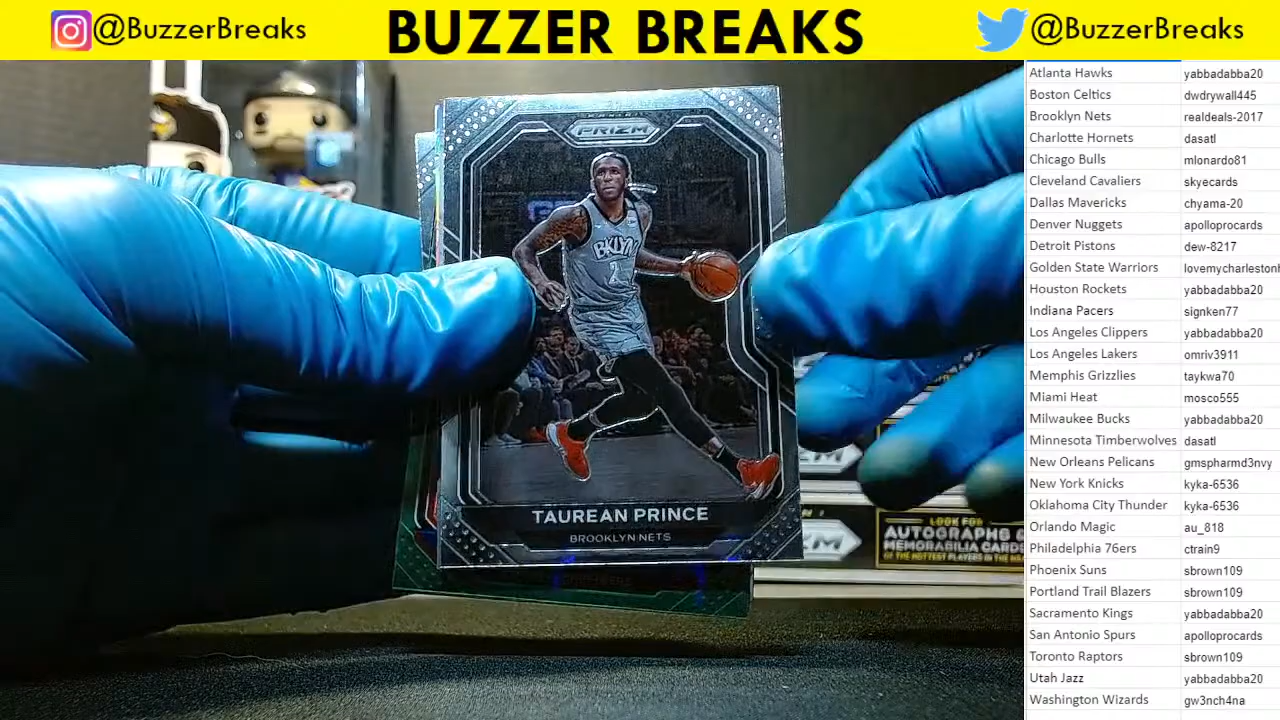 @BuzzerBreaks
BUZZER BREAKS
@BuzzerBreaks
PRIZM
BKLYN
2
TAUREAN PRINCE
BROOKLYN NETS
LOOK FOR
AUTOGRAPHS &
MEMORABILIA CARDS
Atlanta Hawks yabbadabba20
Boston Celtics dwdrywall445
Brooklyn Nets realdeals-2017
Charlotte Hornets dasatl
Chicago Bulls mlonardo81
Cleveland Cavaliers skyecards
Dallas Mavericks chyama-20
Denver Nuggets apolloprocards
Detroit Pistons dew-8217
Golden State Warriors lovemycharleston
Houston Rockets yabbadabba20
Indiana Pacers signken77
Los Angeles Clippers yabbadabba20
Los Angeles Lakers omriv3911
Memphis Grizzlies taykwa70
Miami Heat mosco555
Milwaukee Bucks yabbadabba20
Minnesota Timberwolves dasatl
New Orleans Pelicans gmspharmd3nvy
New York Knicks kyka-6536
Oklahoma City Thunder kyka-6536
Orlando Magic au_818
Philadelphia 76ers ctrain9
Phoenix Suns sbrown109
Portland Trail Blazers sbrown109
Sacramento Kings yabbadabba20
San Antonio Spurs apolloprocards
Toronto Raptors sbrown109
Utah Jazz yabbadabba20
Washington Wizards gw3nch4na